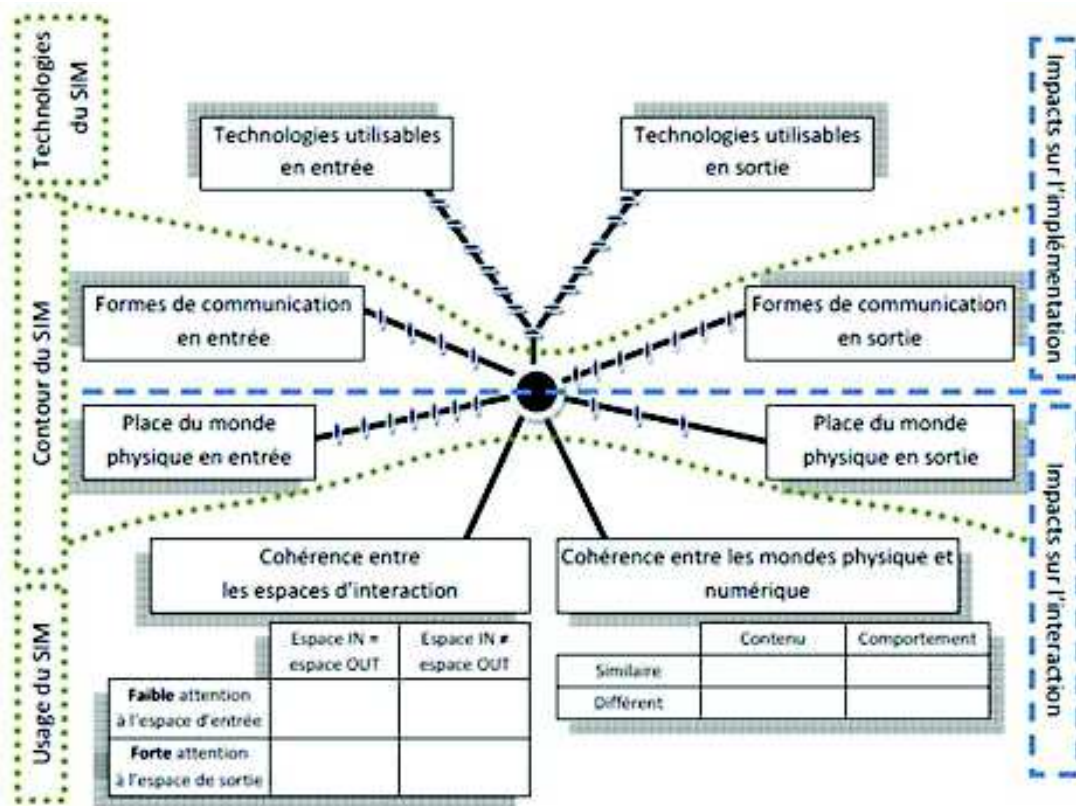 Technologies
du SIM
Contour du SIM
Usage du SIM
Technologies utilisables
en entrée
Technologies utilisables
en sortie
Formes de communication
en entrée
Formes de communication
en sortie
Place du monde
physique en entrée
Place du monde
physique en sortie
Cohérence entre
les espaces d'interaction
Cohérence entre les mondes physique et
numérique
Espace IN =
espace OUT
Espace IN ≠
espace OUT
Faible attention
à l'espace d'entrée
Forte attention
à l'espace de sortie
Contenu
Comportement
Similaire
Différent
Impacts sur l'implémentation
Impacts sur l'interaction